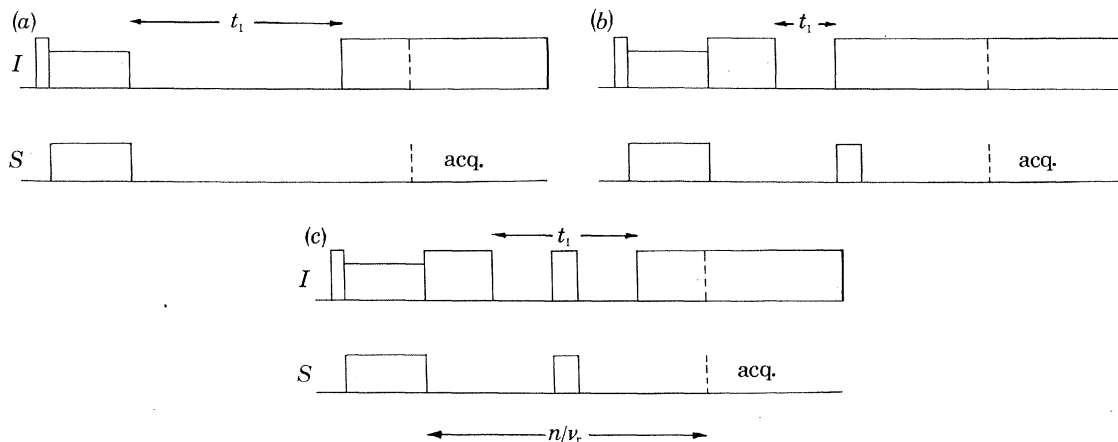 (a) t₁
I
S acq.
(b) t₁
acq.
(c) t₁
I
S acq.
n/νᵣ